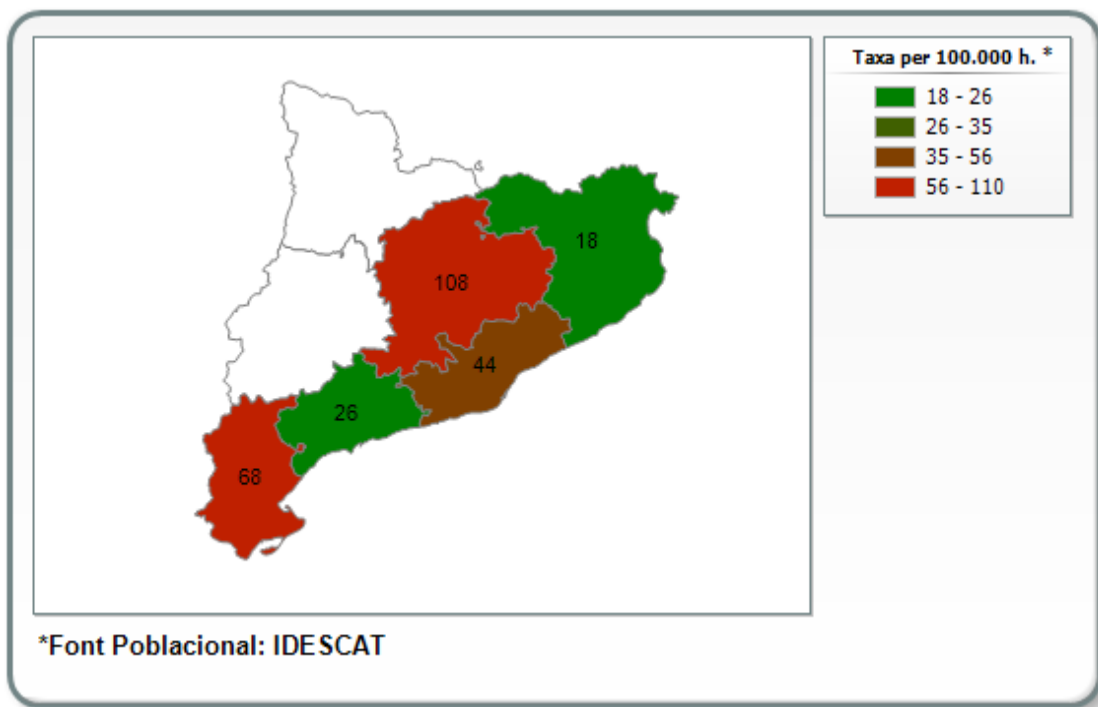 Taxa per 100.000 h. *
18 - 26
26 - 35
35 - 56
56 - 110
18
108
44
26
68
*Font Poblacional: IDESCAT